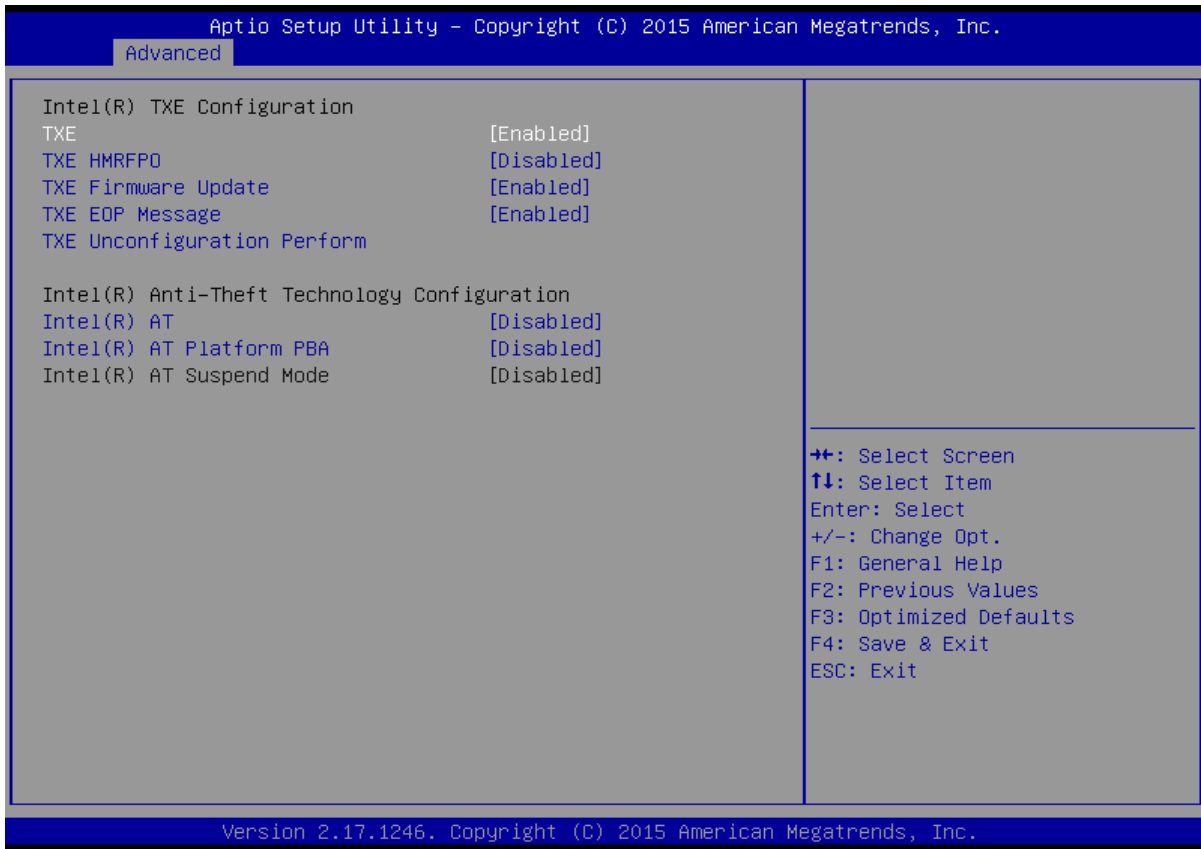 Aptio Setup Utility – Copyright (C) 2015 American Megatrends, Inc.
Advanced
Intel(R) TXE Configuration
TXE [Enabled]
TXE HMRFPO [Disabled]
TXE Firmware Update [Enabled]
TXE EOP Message [Enabled]
TXE Unconfiguration Perform
Intel(R) Anti-Theft Technology Configuration
Intel(R) AT [Disabled]
Intel(R) AT Platform PBA [Disabled]
Intel(R) AT Suspend Mode [Disabled]
→←: Select Screen
↑↓: Select Item
Enter: Select
+/-: Change Opt.
F1: General Help
F2: Previous Values
F3: Optimized Defaults
F4: Save & Exit
ESC: Exit
Version 2.17.1246. Copyright (C) 2015 American Megatrends, Inc.